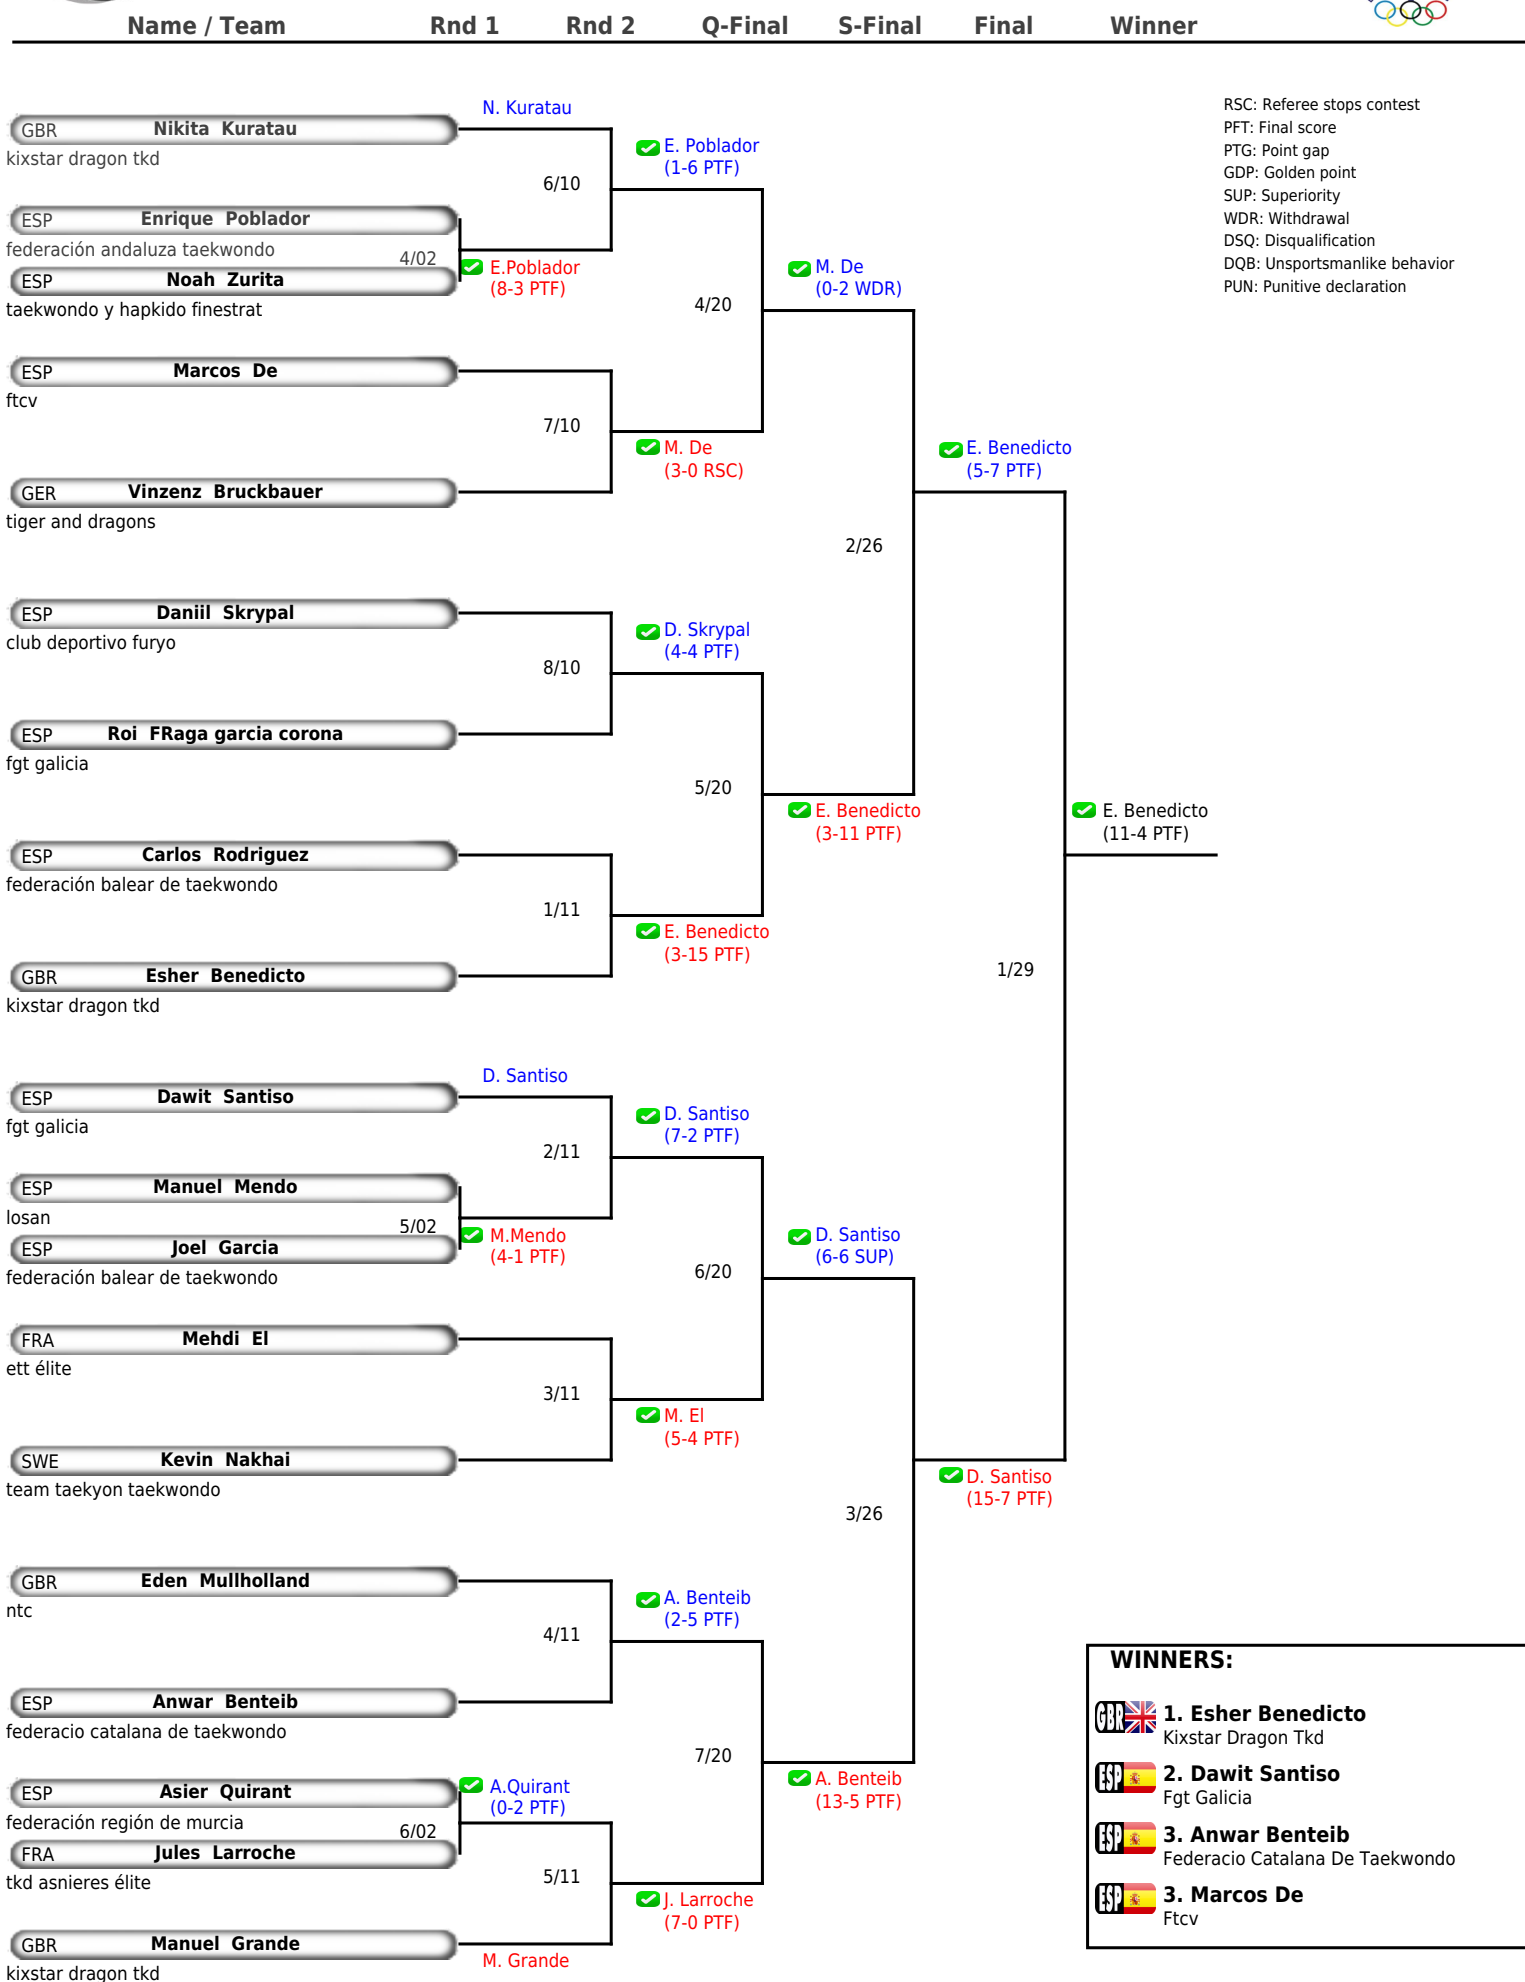 Name / Team Rnd 1 Rnd 2 Q-Final S-Final Final Winner
RSC: Referee stops contest
PFT: Final score
PTG: Point gap
GDP: Golden point
SUP: Superiority
WDR: Withdrawal
DSQ: Disqualification
DQB: Unsportsmanlike behavior
PUN: Punitive declaration
N. Kuratau
GBR Nikita Kuratau
kixstar dragon tkd
E. Poblador
(1-6 PTF)
6/10
ESP Enrique Poblador
federación andaluza taekwondo
4/02
ESP Noah Zurita
taekwondo y hapkido finestrat
E.Poblador
(8-3 PTF)
M. De
(0-2 WDR)
4/20
ESP Marcos De
ftcv
7/10
M. De
(3-0 RSC)
E. Benedicto
(5-7 PTF)
GER Vinzenz Bruckbauer
tiger and dragons
2/26
ESP Daniil Skrypal
club deportivo furyo
D. Skrypal
(4-4 PTF)
8/10
ESP Roi FRaga garcia corona
fgt galicia
5/20
E. Benedicto
(3-11 PTF)
E. Benedicto
(11-4 PTF)
ESP Carlos Rodriguez
federación balear de taekwondo
1/11
E. Benedicto
(3-15 PTF)
GBR Esher Benedicto
kixstar dragon tkd
1/29
D. Santiso
ESP Dawit Santiso
fgt galicia
D. Santiso
(7-2 PTF)
2/11
ESP Manuel Mendo
losan
5/02
ESP Joel Garcia
federación balear de taekwondo
M.Mendo
(4-1 PTF)
D. Santiso
(6-6 SUP)
6/20
FRA Mehdi El
ett élite
3/11
M. El
(5-4 PTF)
SWE Kevin Nakhai
team taekyon taekwondo
D. Santiso
(15-7 PTF)
3/26
GBR Eden Mullholland
ntc
A. Benteib
(2-5 PTF)
4/11
ESP Anwar Benteib
federacio catalana de taekwondo
7/20
A. Benteib
(13-5 PTF)
ESP Asier Quirant
federación región de murcia
A.Quirant
(0-2 PTF)
6/02
FRA Jules Larroche
tkd asnieres élite
5/11
J. Larroche
(7-0 PTF)
GBR Manuel Grande
kixstar dragon tkd
M. Grande
WINNERS:
GBR 1. Esher Benedicto
Kixstar Dragon Tkd
ESP 2. Dawit Santiso
Fgt Galicia
ESP 3. Anwar Benteib
Federacio Catalana De Taekwondo
ESP 3. Marcos De
Ftcv